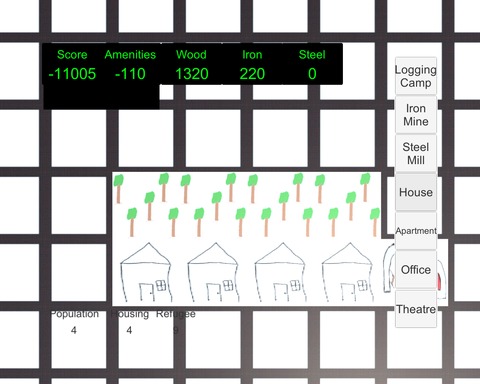 Score Amenities Wood Iron Steel
-11005 -110 1320 220 0
Logging
Camp
Iron
Mine
Steel
Mill
House
Apartment
Office
Theatre
Population Housing Refugee
4 4 9